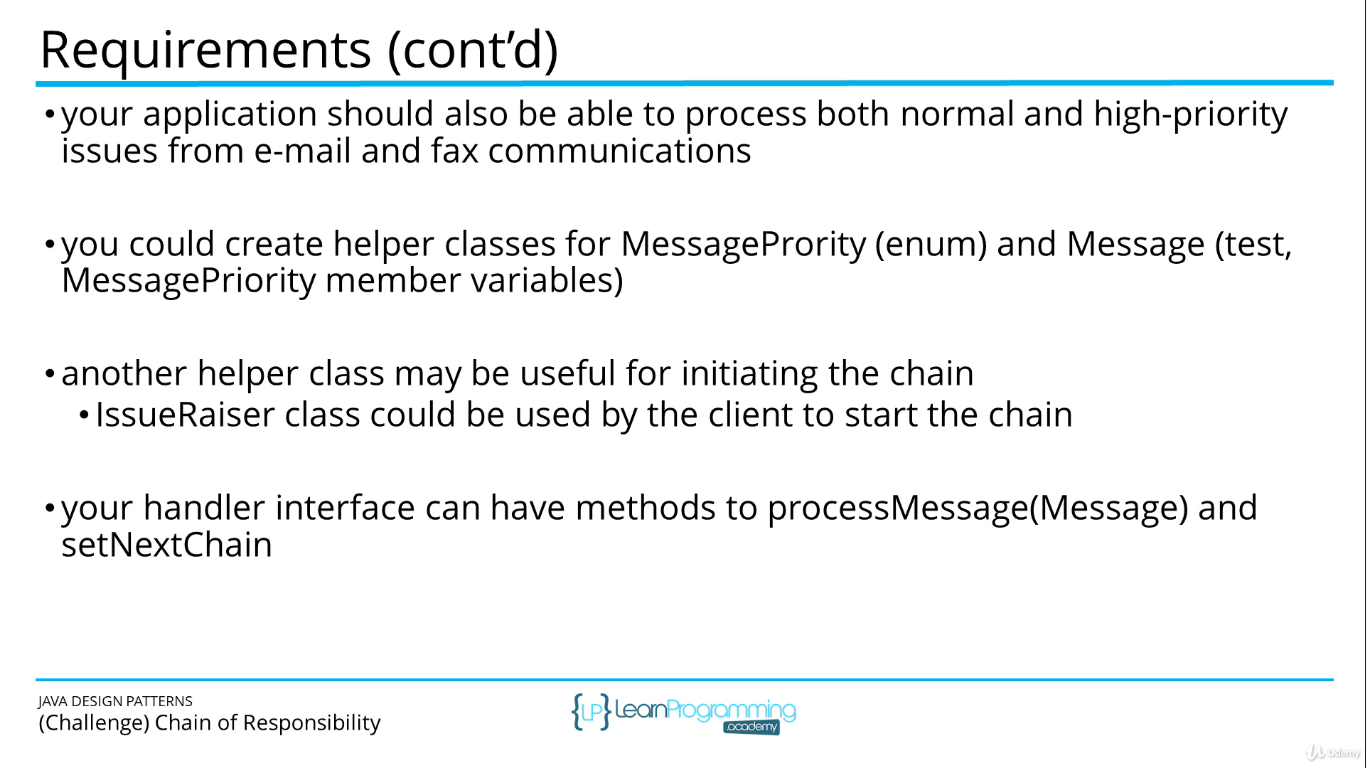 Requirements (cont’d)
•your application should also be able to process both normal and high-priority
issues from e-mail and fax communications
•you could create helper classes for MessagePrority (enum) and Message (test,
MessagePriority member variables)
•another helper class may be useful for initiating the chain
•IssueRaiser class could be used by the client to start the chain
•your handler interface can have methods to processMessage(Message) and
setNextChain
JAVA DESIGN PATTERNS
(Challenge) Chain of Responsibility
{LP} LearnProgramming
.academy
Udemy